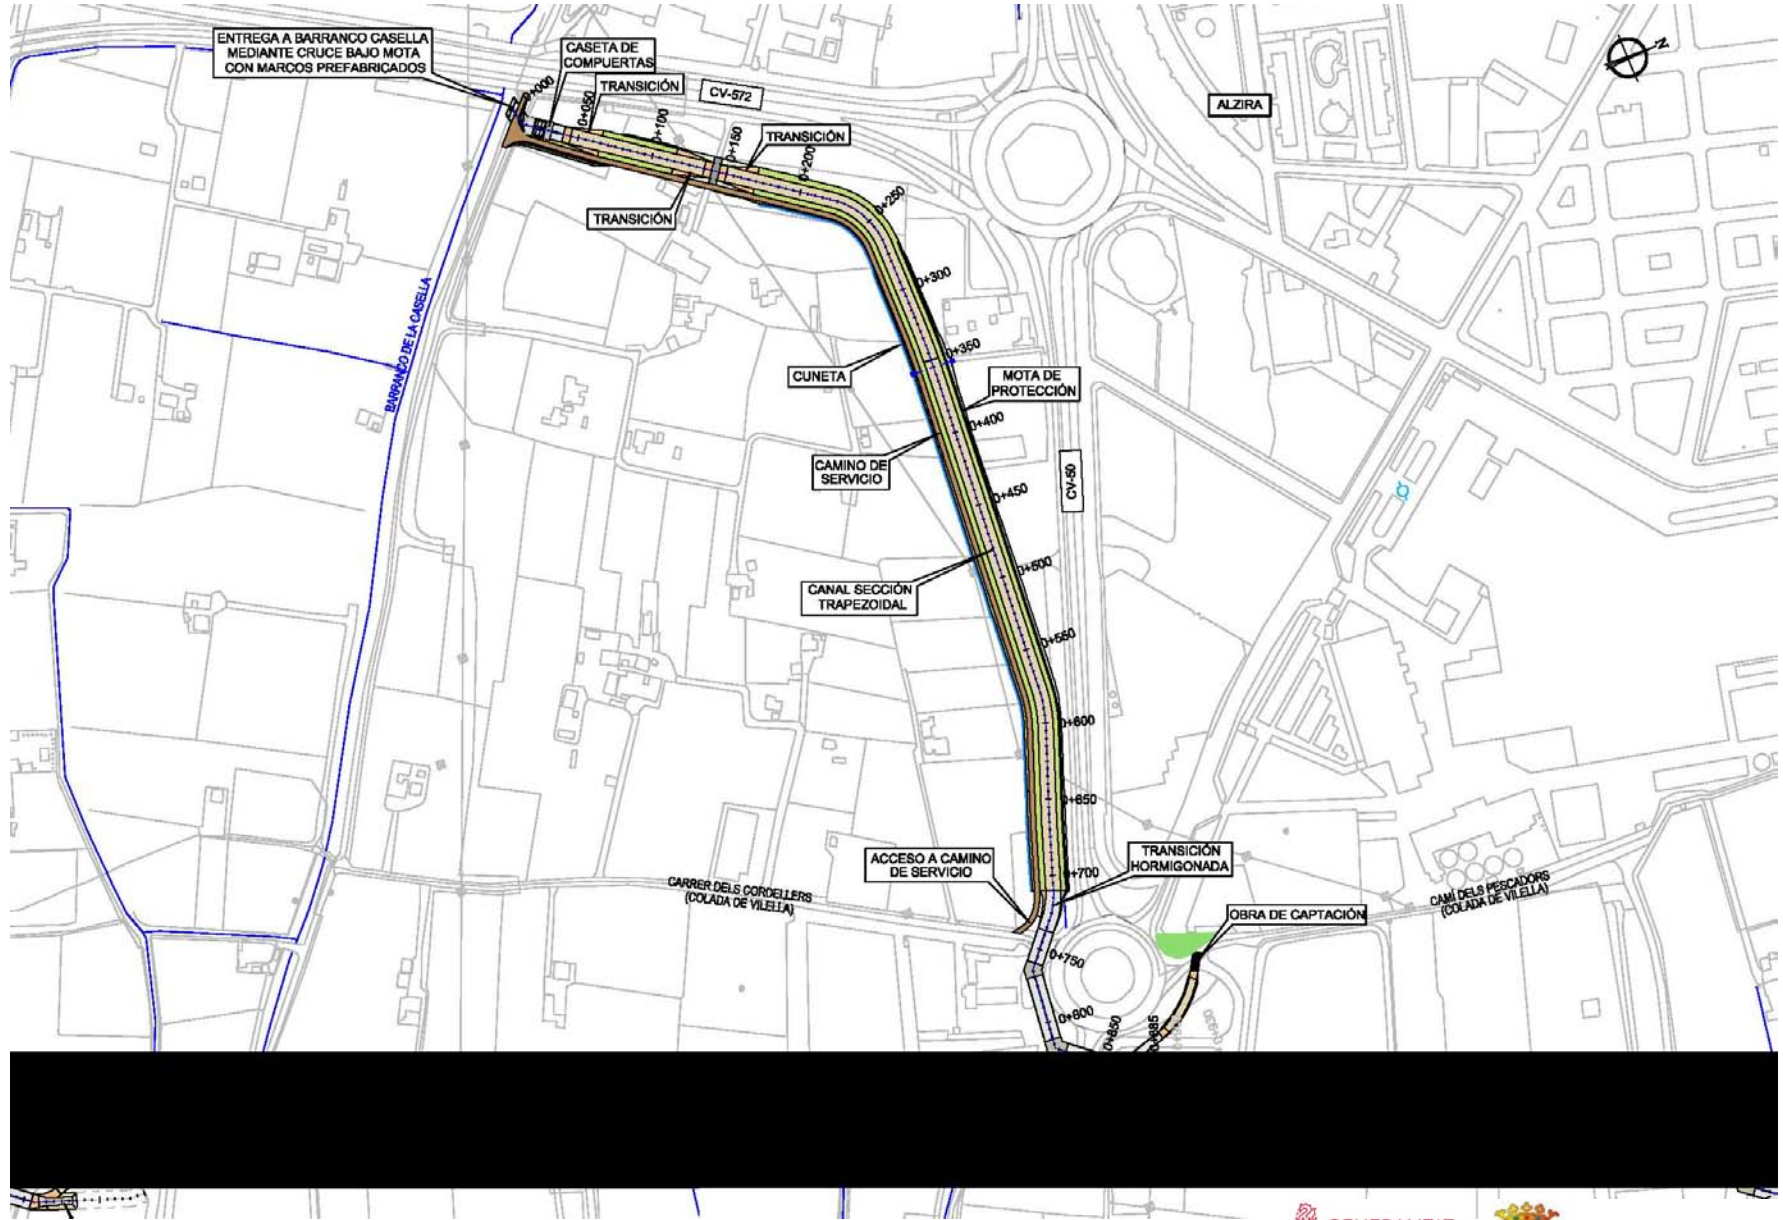 ENTREGA A BARRANCO CASELLA
MEDIANTE CRUCE BAJO MOTA
CON MARCOS PREFABRICADOS
CASETA DE
COMPUERTAS
TRANSICIÓN
CV-572
ALZIRA
N
0+000
0+050
0+100
0+150
TRANSICIÓN
0+200
TRANSICIÓN
0+250
0+300
BARRANCO DE LA CASELLA
0+350
CUNETA
MOTA DE
PROTECCIÓN
0+400
CAMINO DE
SERVICIO
0+450
CV-50
0+500
CANAL SECCIÓN
TRAPEZOIDAL
0+550
0+600
0+650
ACCESO A CAMINO
DE SERVICIO
TRANSICIÓN
HORMIGONADA
0+700
CARRER DELS CORDELLERS
(COLADA DE VILELLA)
CAMÍ DELS PESCADORS
(COLADA DE VILELLA)
OBRA DE CAPTACIÓN
0+750
0+800
0+850
0+885
GENERALITAT